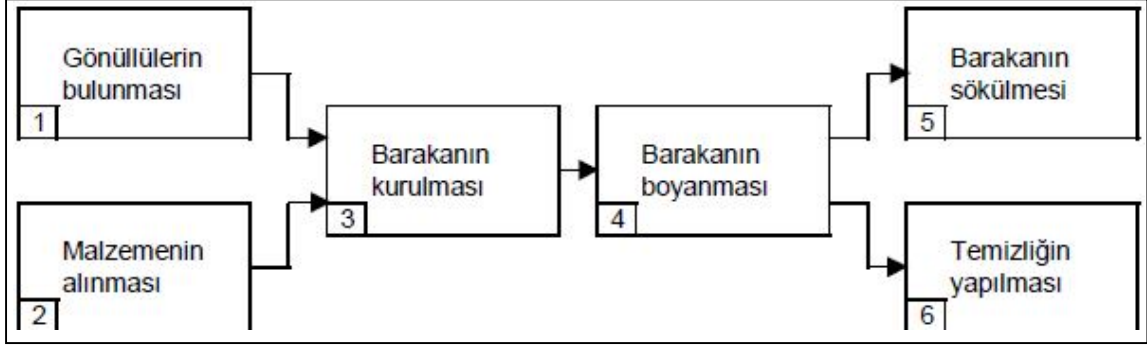 Gönüllülerin
bulunması
1
Malzemenin
alınması
2
Barakanın
kurulması
3
Barakanın
boyanması
4
Barakanın
sökülmesi
5
Temizliğin
yapılması
6